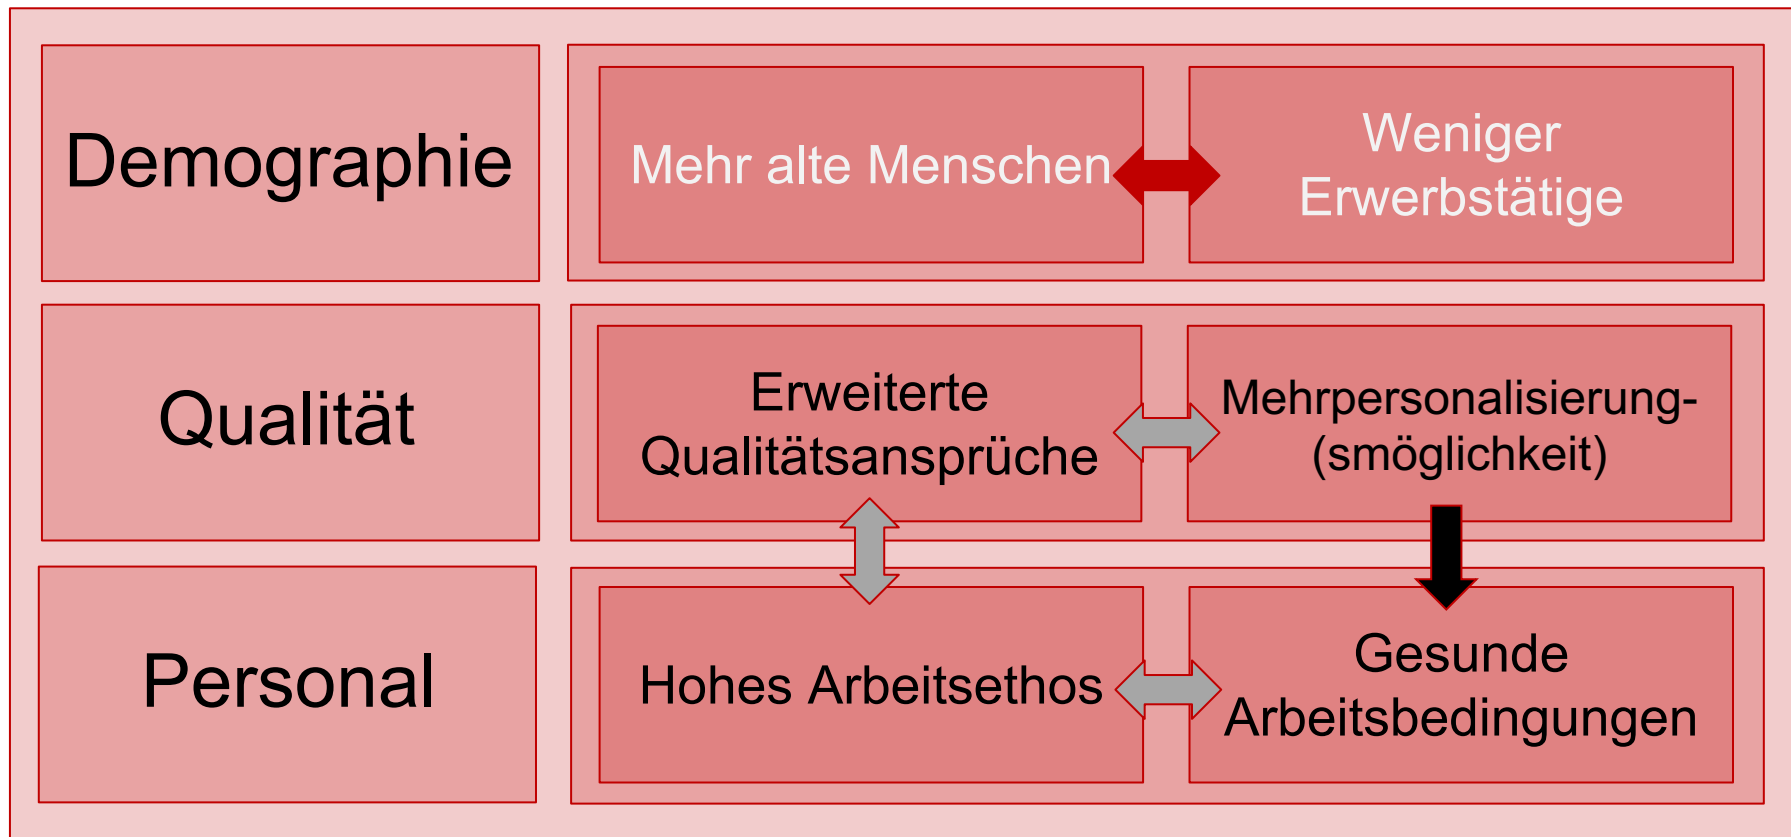 Demographie
Mehr alte Menschen
Weniger
Erwerbstätige
Qualität
Erweiterte
Qualitätsansprüche
Mehrpersonalisierung-
(smöglichkeit)
Personal
Hohes Arbeitsethos
Gesunde
Arbeitsbedingungen